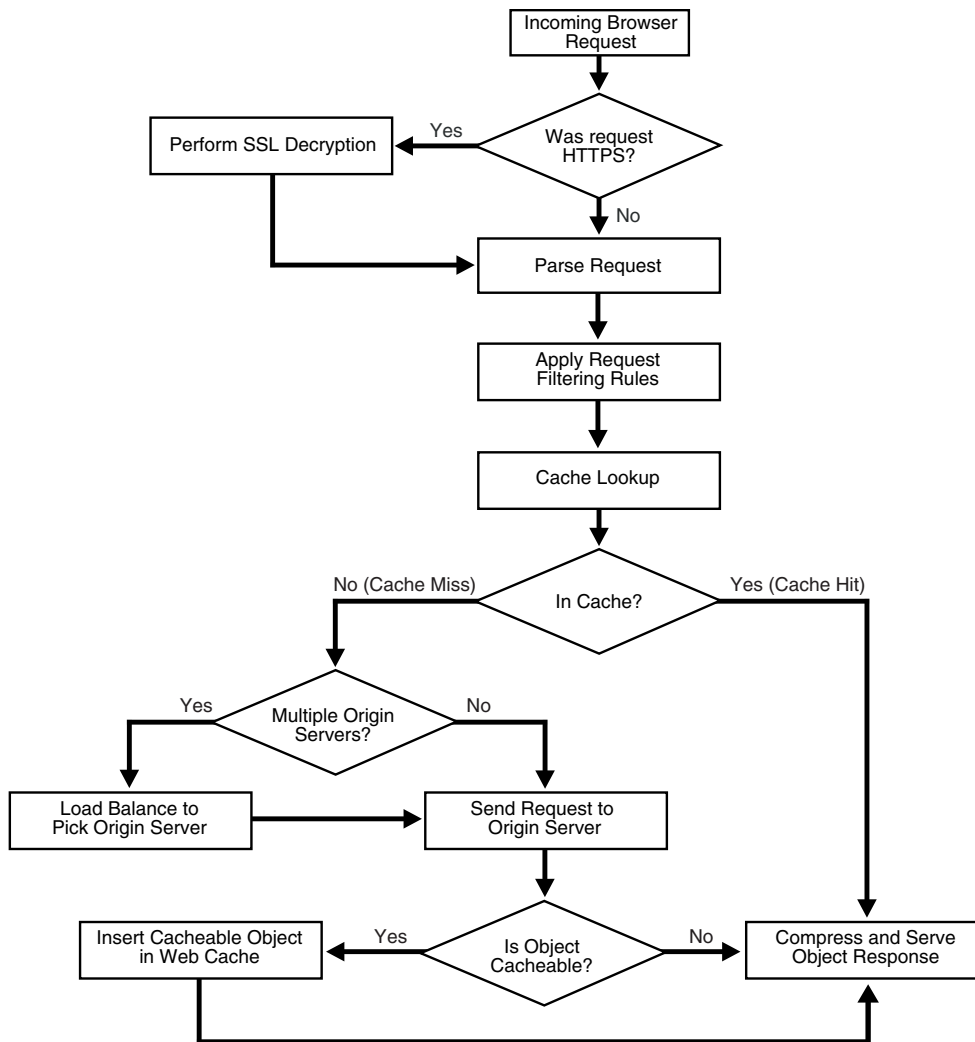 Incoming Browser
Request
Was request
HTTPS?
Yes
Perform SSL Decryption
No
Parse Request
Apply Request
Filtering Rules
Cache Lookup
In Cache?
No (Cache Miss)
Yes (Cache Hit)
Multiple Origin
Servers?
Yes
No
Load Balance to
Pick Origin Server
Send Request to
Origin Server
Is Object
Cacheable?
Yes
No
Insert Cacheable Object
in Web Cache
Compress and Serve
Object Response